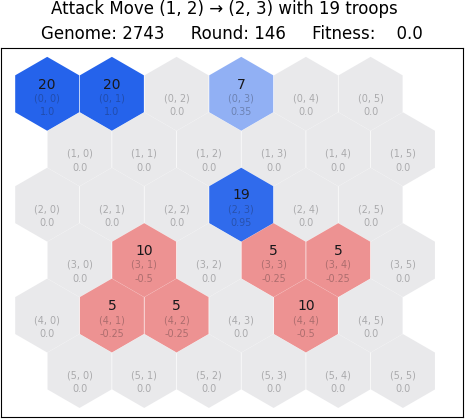 Attack Move (1, 2) → (2, 3) with 19 troops
Genome: 2743 Round: 146 Fitness: 0.0
20 20 7
(0, 0) (0, 1) (0, 2) (0, 3) (0, 4) (0, 5)
1.0 1.0 0.0 0.35 0.0 0.0
(1, 0) (1, 1) (1, 2) (1, 3) (1, 4) (1, 5)
0.0 0.0 0.0 0.0 0.0 0.0
19
(2, 0) (2, 1) (2, 2) (2, 3) (2, 4) (2, 5)
0.0 0.0 0.0 0.95 0.0 0.0
10 5 5
(3, 0) (3, 1) (3, 2) (3, 3) (3, 4) (3, 5)
0.0 -0.5 0.0 -0.25 -0.25 0.0
5 5 10
(4, 0) (4, 1) (4, 2) (4, 3) (4, 4) (4, 5)
0.0 -0.25 -0.25 0.0 -0.5 0.0
(5, 0) (5, 1) (5, 2) (5, 3) (5, 4) (5, 5)
0.0 0.0 0.0 0.0 0.0 0.0